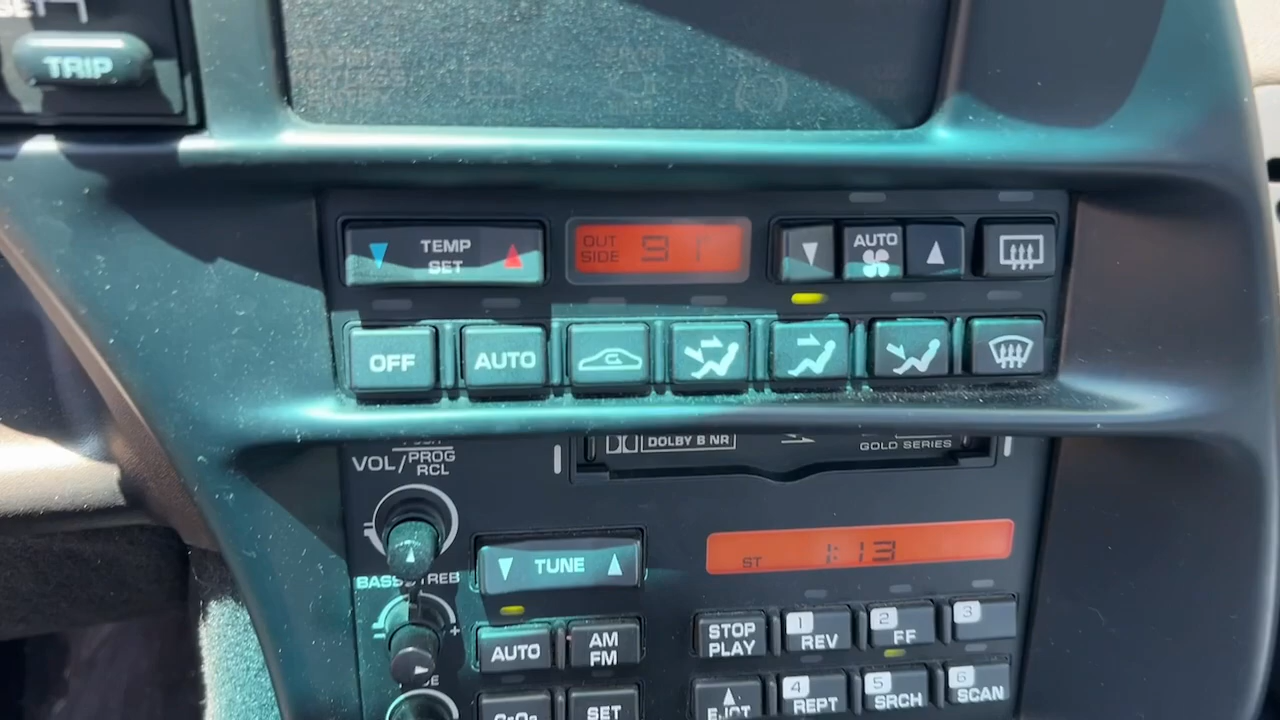 TRIP
TEMP
SET
OUT
SIDE
91
AUTO
OFF
AUTO
DOLBY B NR
GOLD SERIES
VOL/PROG
RCL
TUNE
ST 1:13
BASS TREB
AUTO
AM
FM
STOP
PLAY
1
REV
2
FF
3
SET
EJCT
4
REPT
5
SRCH
6
SCAN